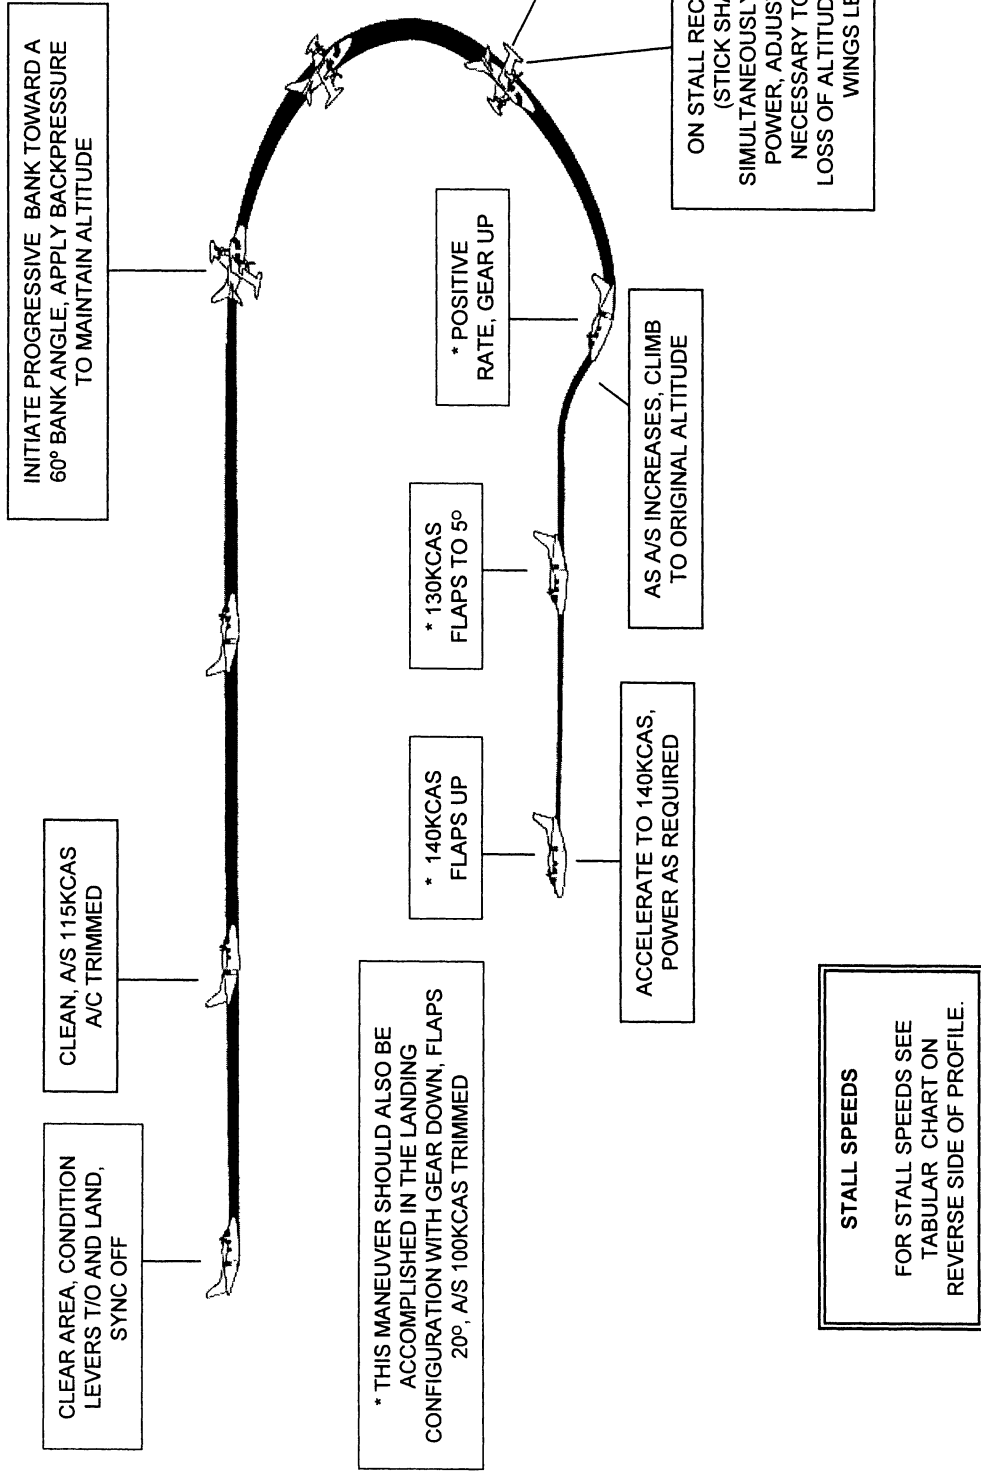 CLEAR AREA, CONDITION
LEVERS T/O AND LAND,
SYNC OFF
CLEAN, A/S 115KCAS
A/C TRIMMED
INITIATE PROGRESSIVE BANK TOWARD A
60º BANK ANGLE, APPLY BACKPRESSURE
TO MAINTAIN ALTITUDE
* THIS MANEUVER SHOULD ALSO BE
ACCOMPLISHED IN THE LANDING
CONFIGURATION WITH GEAR DOWN, FLAPS
20º, A/S 100KCAS TRIMMED
* 140KCAS
FLAPS UP
* 130KCAS
FLAPS TO 5º
* POSITIVE
RATE, GEAR UP
ACCELERATE TO 140KCAS,
POWER AS REQUIRED
AS A/S INCREASES, CLIMB
TO ORIGINAL ALTITUDE
ON STALL REC
(STICK SHA
SIMULTANEOUSLY
POWER, ADJUS
NECESSARY TO
LOSS OF ALTITUD
WINGS LE
STALL SPEEDS
FOR STALL SPEEDS SEE
TABULAR CHART ON
REVERSE SIDE OF PROFILE.